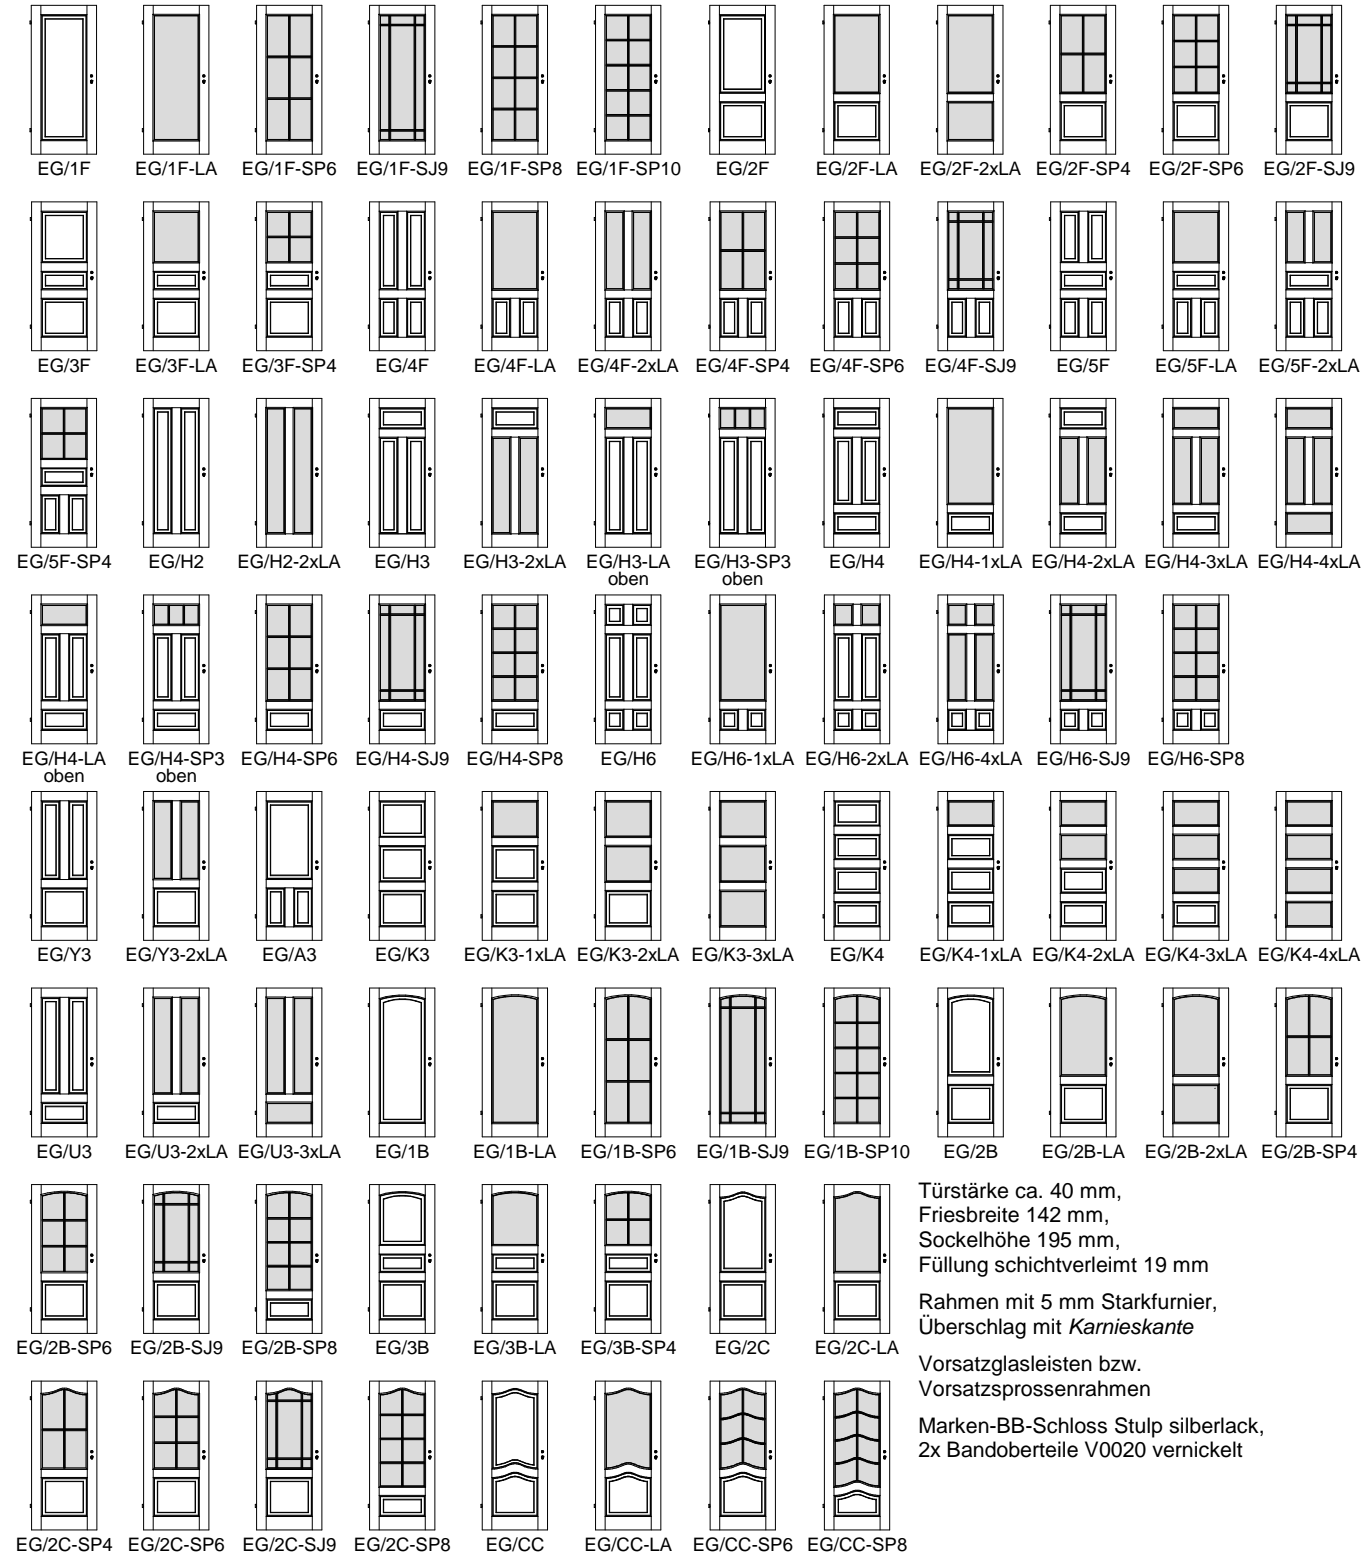 EG/1F EG/1F-LA EG/1F-SP6 EG/1F-SJ9 EG/1F-SP8 EG/1F-SP10 EG/2F EG/2F-LA EG/2F-2xLA EG/2F-SP4 EG/2F-SP6 EG/2F-SJ9
EG/3F EG/3F-LA EG/3F-SP4 EG/4F EG/4F-LA EG/4F-2xLA EG/4F-SP4 EG/4F-SP6 EG/4F-SJ9 EG/5F EG/5F-LA EG/5F-2xLA
EG/5F-SP4 EG/H2 EG/H2-2xLA EG/H3 EG/H3-2xLA EG/H3-LA EG/H3-SP3 EG/H4 EG/H4-1xLA EG/H4-2xLA EG/H4-3xLA EG/H4-4xLA
oben oben
EG/H4-LA EG/H4-SP3 EG/H4-SP6 EG/H4-SJ9 EG/H4-SP8 EG/H6 EG/H6-1xLA EG/H6-2xLA EG/H6-4xLA EG/H6-SJ9 EG/H6-SP8
oben oben
EG/Y3 EG/Y3-2xLA EG/A3 EG/K3 EG/K3-1xLA EG/K3-2xLA EG/K3-3xLA EG/K4 EG/K4-1xLA EG/K4-2xLA EG/K4-3xLA EG/K4-4xLA
EG/U3 EG/U3-2xLA EG/U3-3xLA EG/1B EG/1B-LA EG/1B-SP6 EG/1B-SJ9 EG/1B-SP10 EG/2B EG/2B-LA EG/2B-2xLA EG/2B-SP4
EG/2B-SP6 EG/2B-SJ9 EG/2B-SP8 EG/3B EG/3B-LA EG/3B-SP4 EG/2C EG/2C-LA
EG/2C-SP4 EG/2C-SP6 EG/2C-SJ9 EG/2C-SP8 EG/CC EG/CC-LA EG/CC-SP6 EG/CC-SP8
Türstärke ca. 40 mm,
Friesbreite 142 mm,
Sockelhöhe 195 mm,
Füllung schichtverleimt 19 mm
Rahmen mit 5 mm Starkfurnier,
Überschlag mit Karnieskante
Vorsatzglasleisten bzw.
Vorsatzsprossenrahmen
Marken-BB-Schloss Stulp silberlack,
2x Bandoberteile V0020 vernickelt